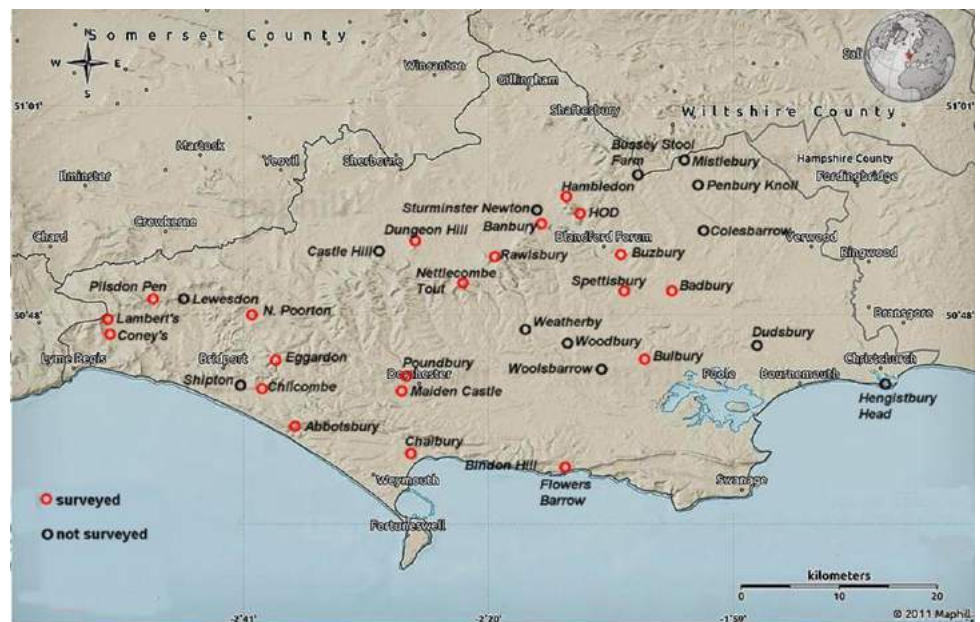 Somerset County
N
W E
S
Wincanton
Gillingham
Shaftesbury
Wiltshire County
51°01'
51°01'
Martock
Yeovil
Sherborne
Ilminster
Bussey Stool
Farm
Mistlebury
Hampshire County
Fordingbridge
Penbury Knoll
Hambledon
HOD
Sturminster Newton
Banbury
Crewkerne
Chard
Dungeon Hill
Castle Hill
Rawlsbury
Blandford Forum
Buzbury
Colesbarrow
Verwood
Ringwood
Nettlecombe
Tout
Spettisbury
Badbury
Pilsdon Pen
Lewesdon
N. Poorton
Lambert's
Coney's
50°48'
50°48'
Weatherby
Woodbury
Dudsbury
Bransgore
Lyme Regis
Bridport
Eggardon
Poundbury
Dorchester
Maiden Castle
Woolsbarrow
Bulbury
Poole
Bournemouth
Christchurch
Shipton
Chilcombe
Hengistbury
Head
Abbotsbury
Chalbury
Bindon Hill
Flowers
Barrow
Weymouth
Swanage
Fortuneswell
surveyed
not surveyed
kilometers
0 10 20
-2°41'
-2°20'
-1°59'
© 2011 Maphill